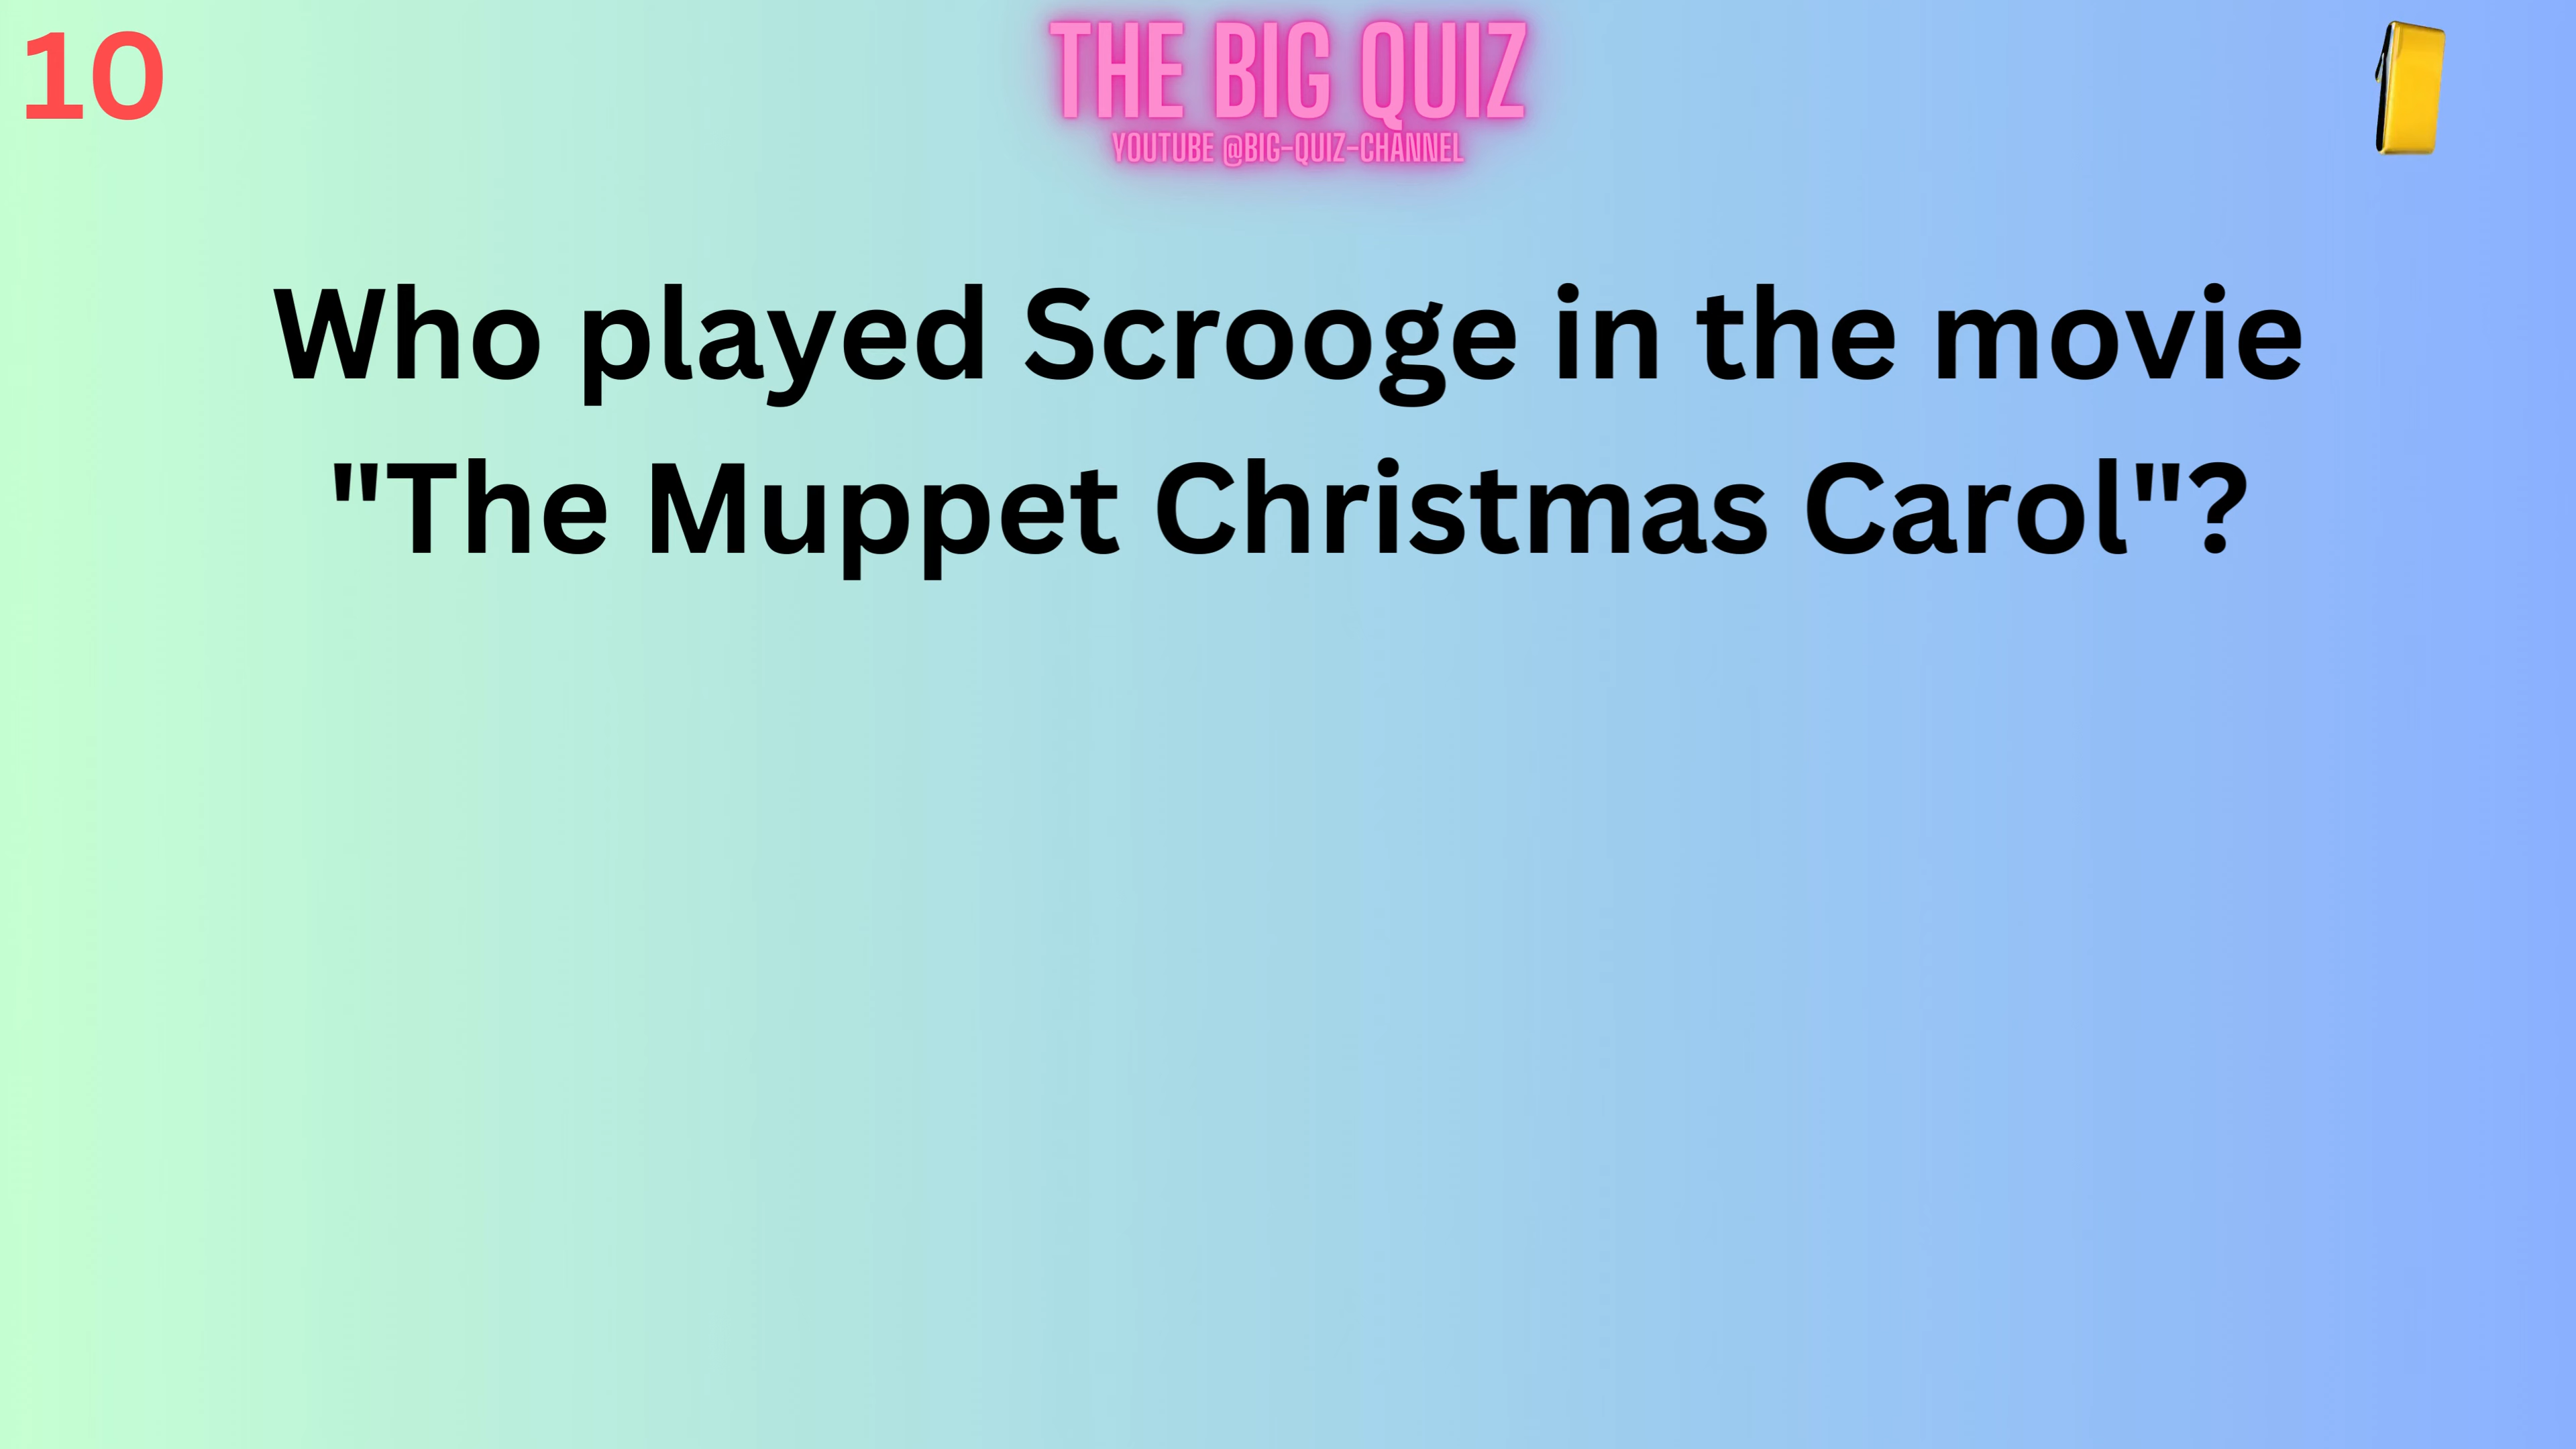 10
THE BIG QUIZ
YOUTUBE @BIG-QUIZ-CHANNEL
Who played Scrooge in the movie
"The Muppet Christmas Carol"?